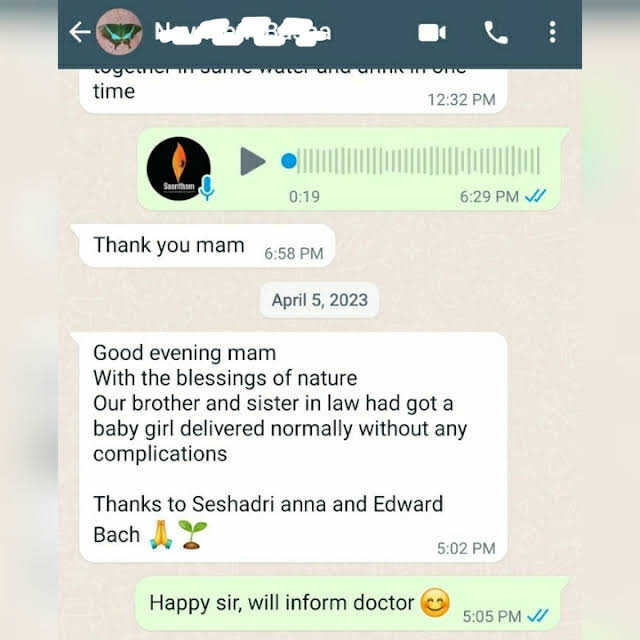 time
12:32 PM
Saantham
0:19
6:29 PM
Thank you mam
6:58 PM
April 5, 2023
Good evening mam
With the blessings of nature
Our brother and sister in law had got a
baby girl delivered normally without any
complications
Thanks to Seshadri anna and Edward
Bach 🙏🌱
5:02 PM
Happy sir, will inform doctor 😊
5:05 PM